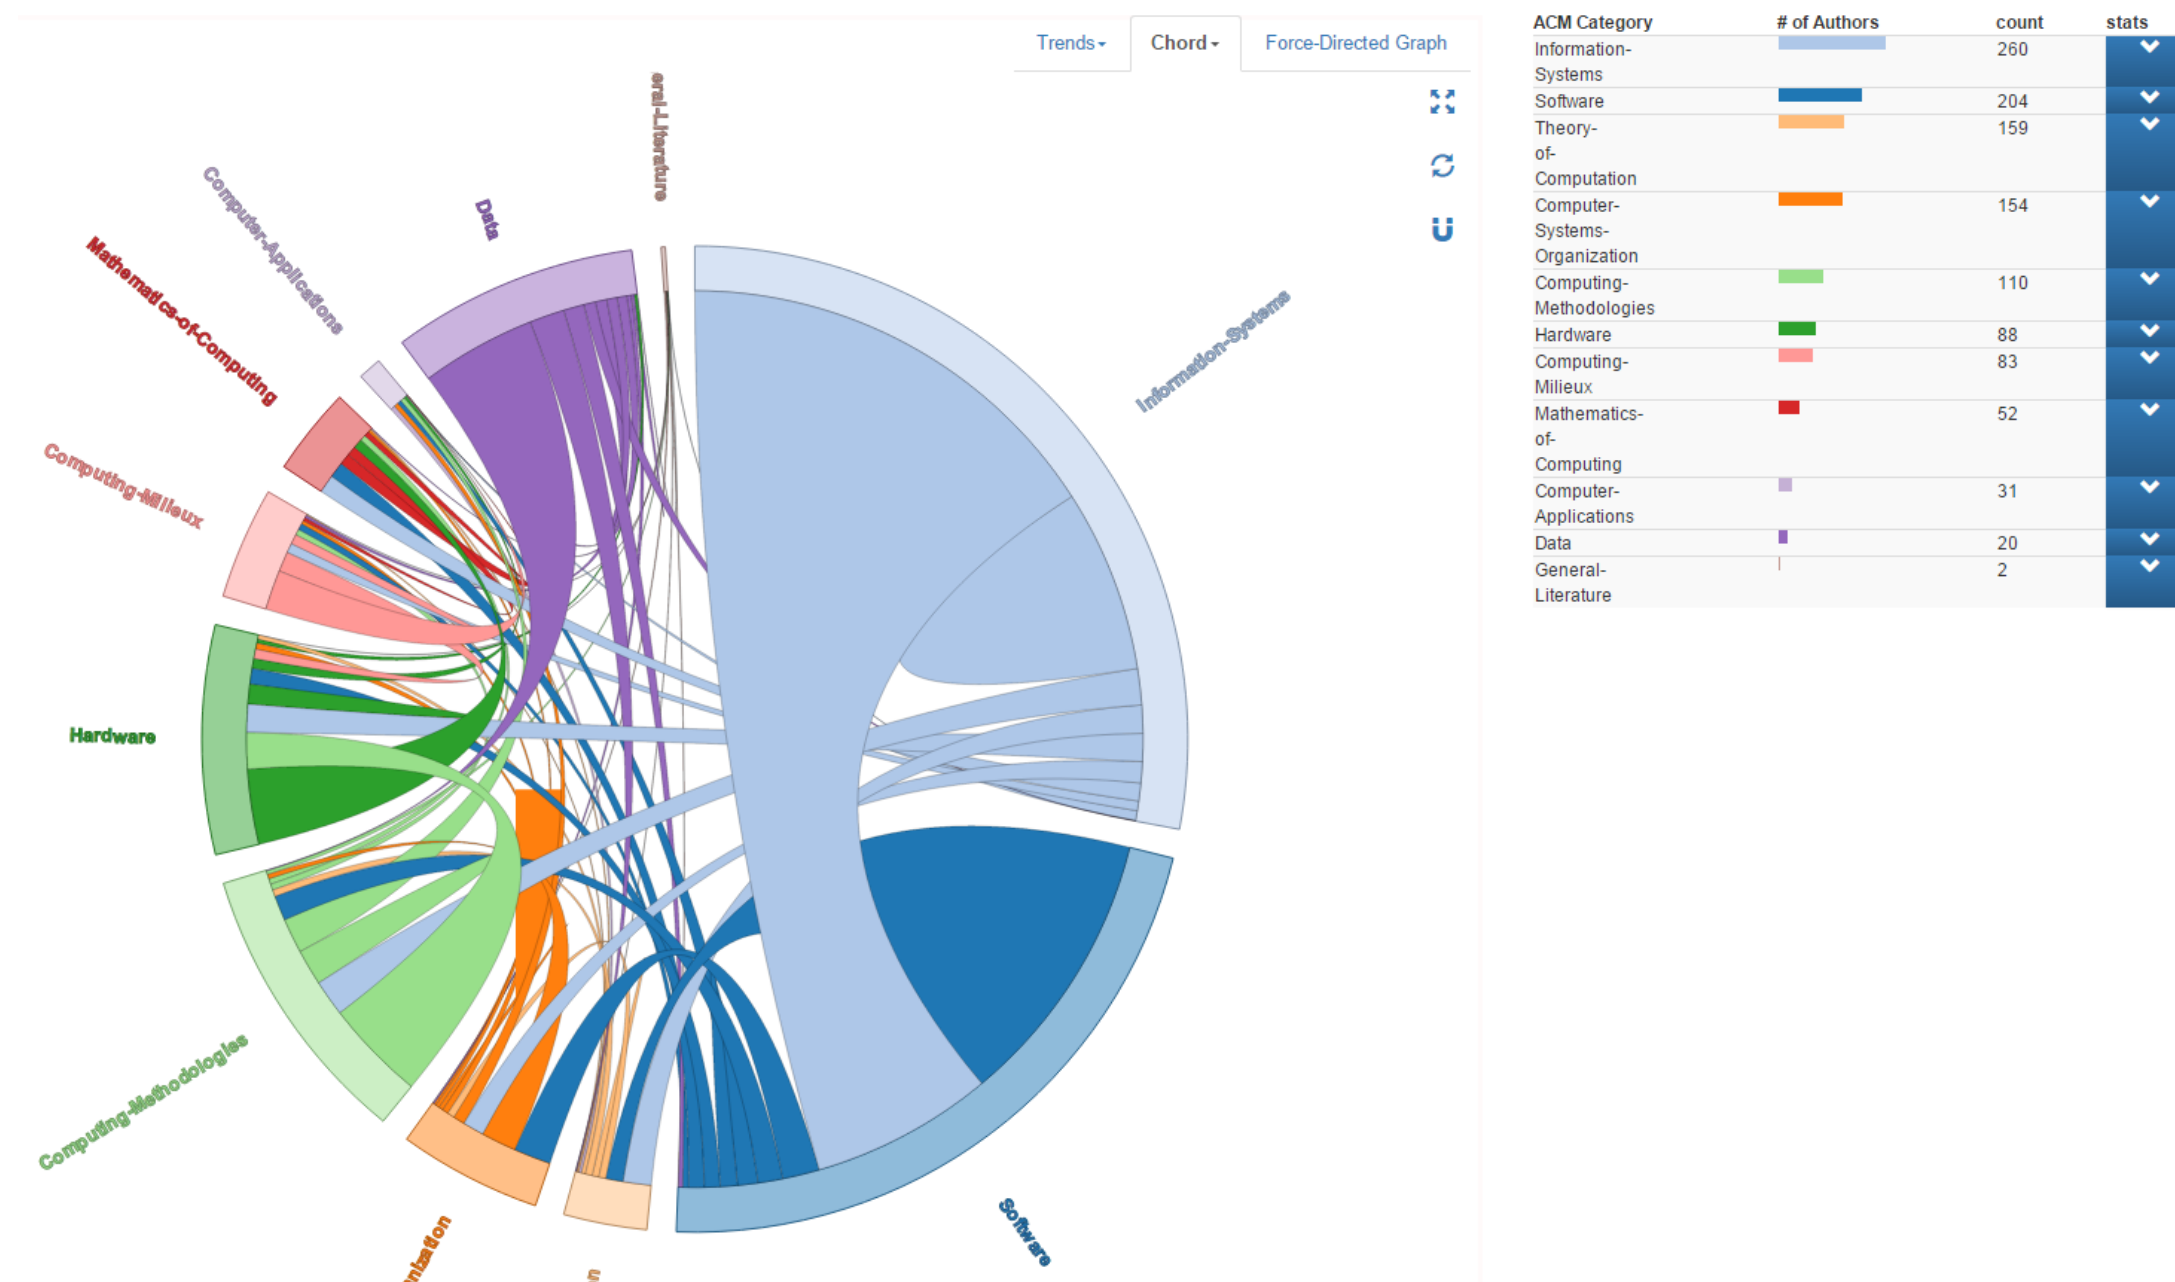 Trends
Chord
Force-Directed Graph
eral-Literature
Data
Computer-Applications
Mathematics-of-Computing
Computing-Milieux
Hardware
Computing-Methodologies
nization
n
Software
Information-Systems
ACM Category # of Authors count stats
Information-
Systems 260
Software 204
Theory-
of-
Computation 159
Computer-
Systems-
Organization 154
Computing-
Methodologies 110
Hardware 88
Computing-
Milieux 83
Mathematics-
of-
Computing 52
Computer-
Applications 31
Data 20
General-
Literature 2